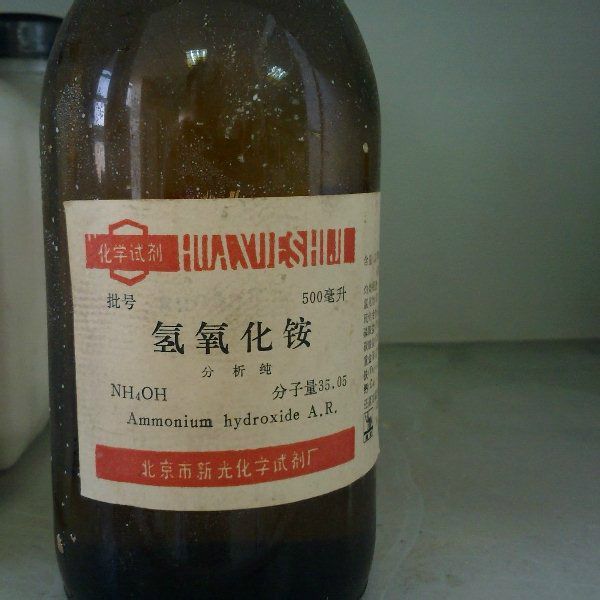 化学试剂 HUAXUESHIJI
批号 500毫升
氢氧化铵
分析纯
NH₄OH 分子量35.05
Ammonium hydroxide A.R.
北京市新光化学试剂厂